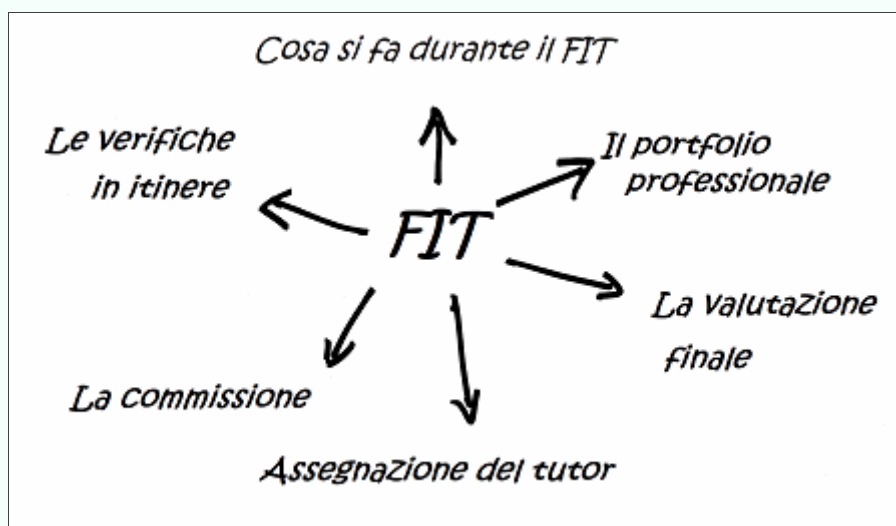 Cosa si fa durante il FIT
Le verifiche
in itinere
Il portfolio
professionale
FIT
La valutazione
finale
La commissione
Assegnazione del tutor